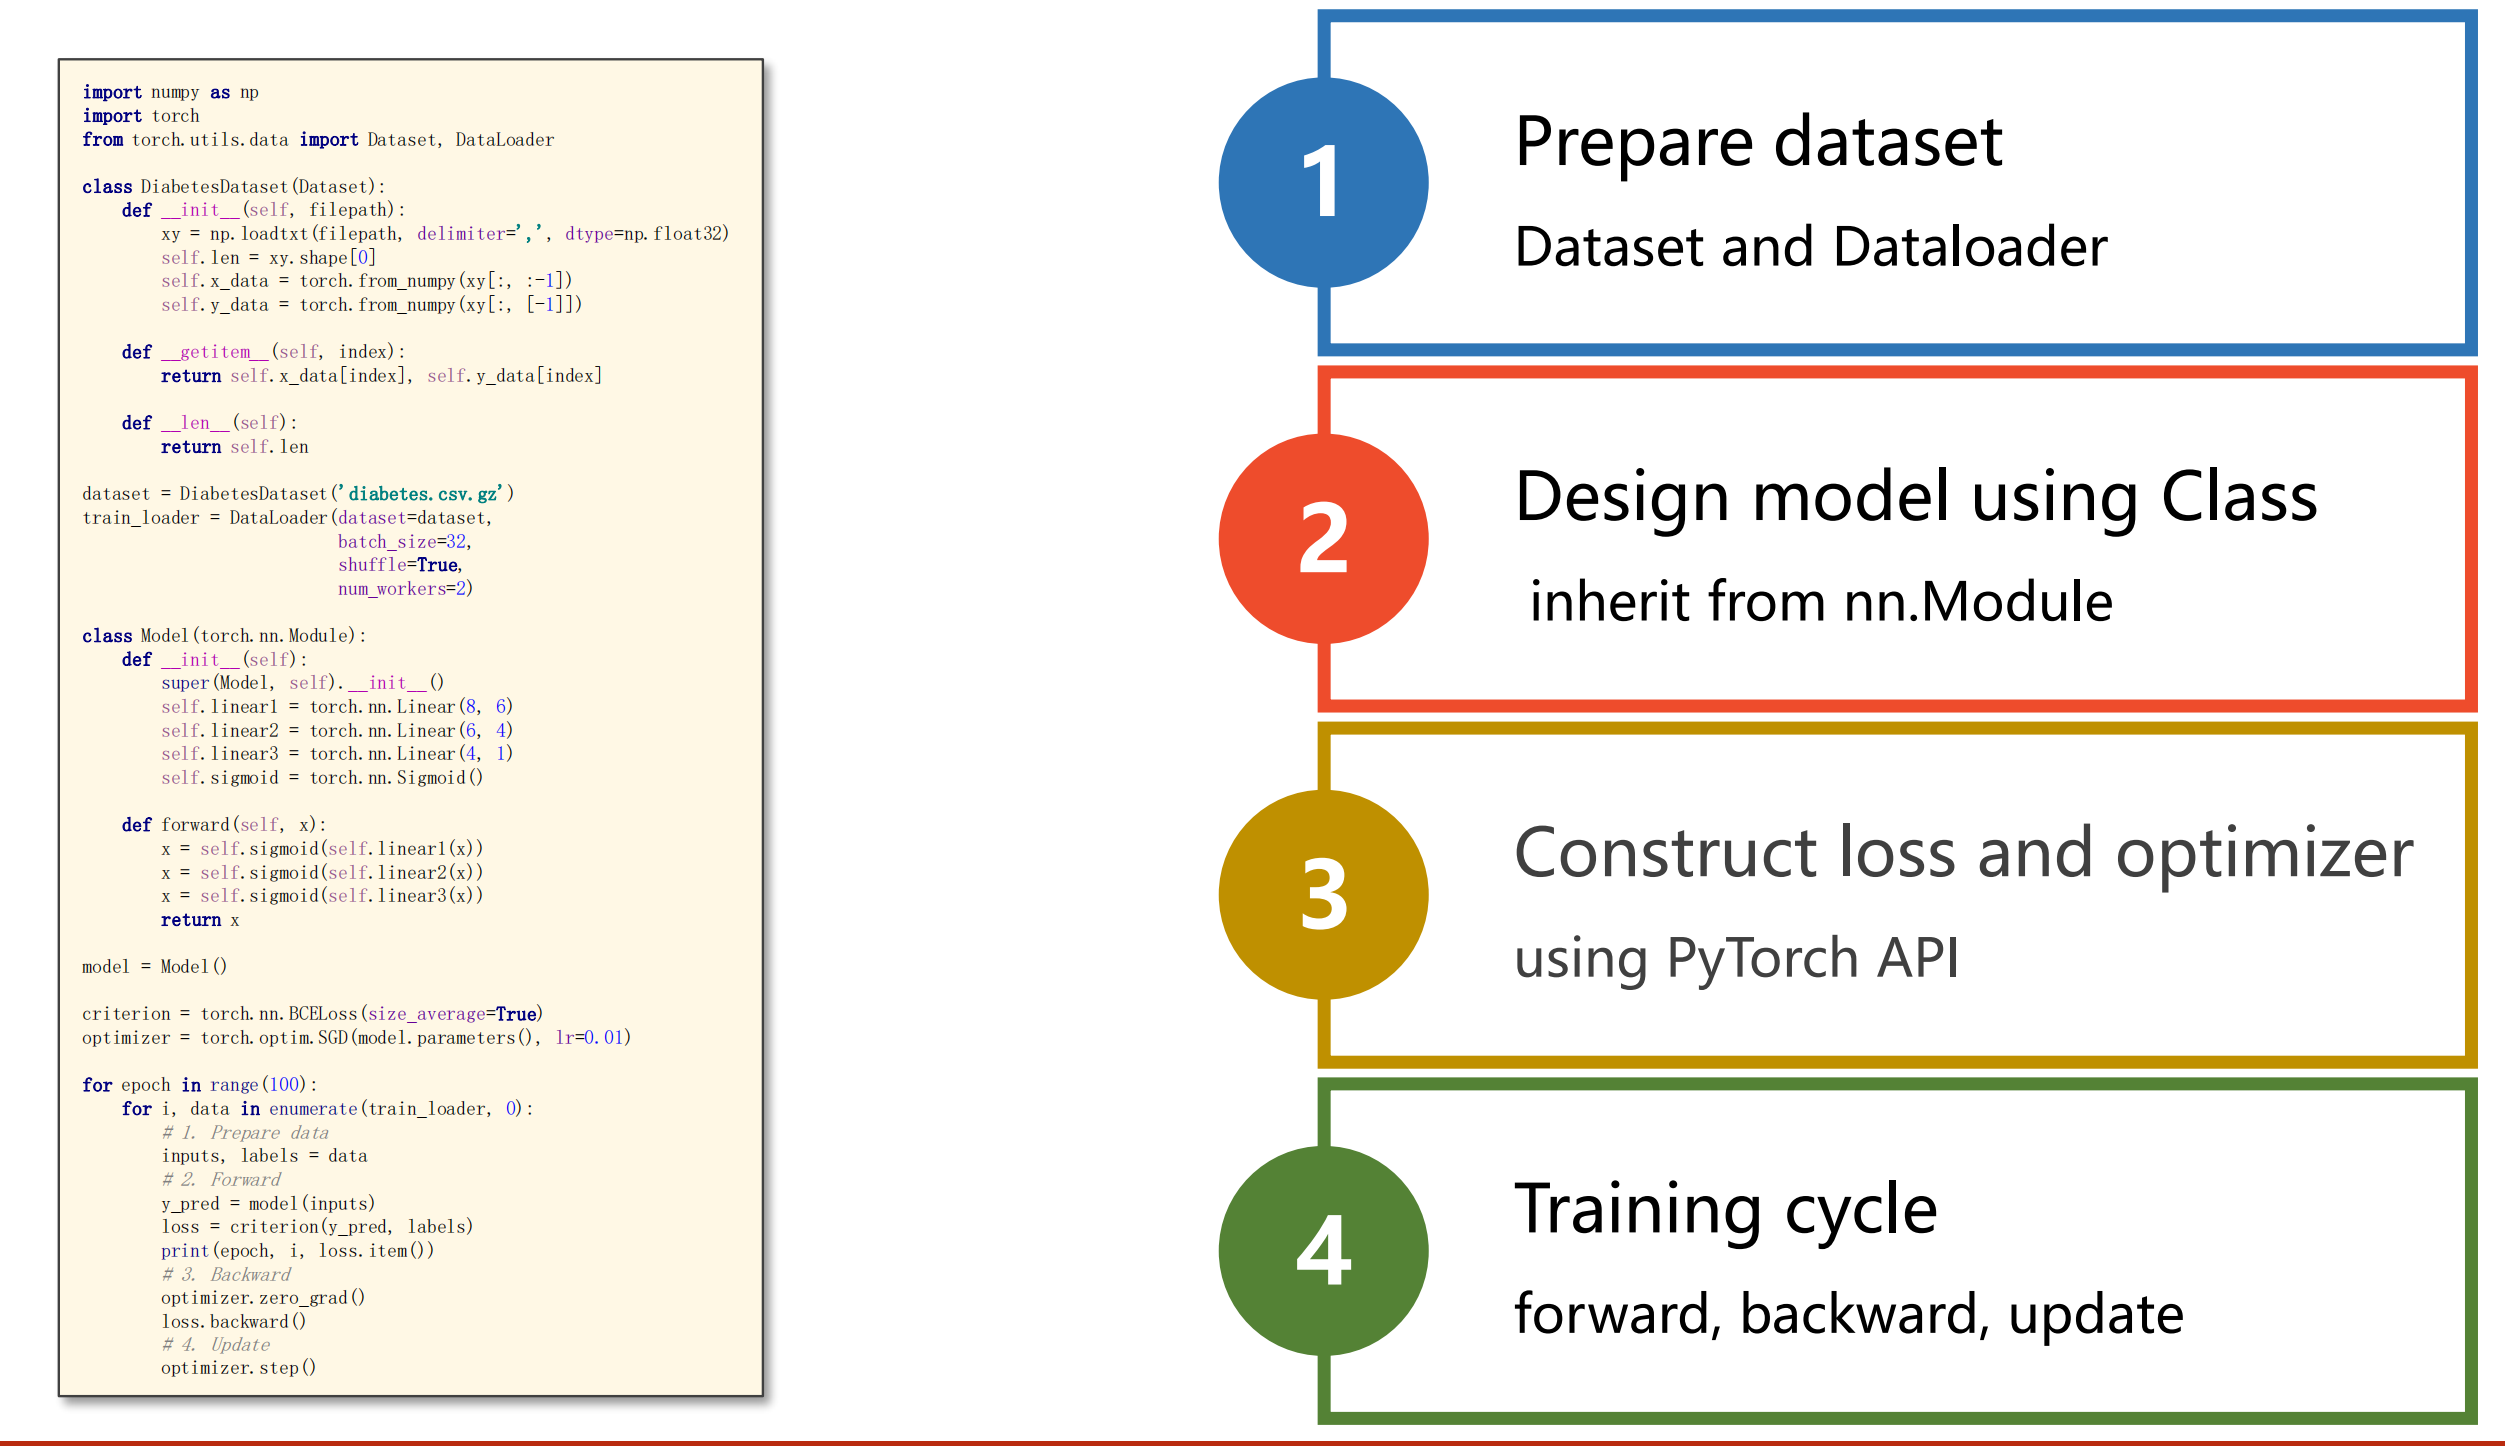 import numpy as np
import torch
from torch.utils.data import Dataset, DataLoader

class DiabetesDataset(Dataset):
    def __init__(self, filepath):
        xy = np.loadtxt(filepath, delimiter=',', dtype=np.float32)
        self.len = xy.shape[0]
        self.x_data = torch.from_numpy(xy[:, :-1])
        self.y_data = torch.from_numpy(xy[:, [-1]])

    def __getitem__(self, index):
        return self.x_data[index], self.y_data[index]

    def __len__(self):
        return self.len

dataset = DiabetesDataset('diabetes.csv.gz')
train_loader = DataLoader(dataset=dataset,
                          batch_size=32,
                          shuffle=True,
                          num_workers=2)

class Model(torch.nn.Module):
    def __init__(self):
        super(Model, self).__init__()
        self.linear1 = torch.nn.Linear(8, 6)
        self.linear2 = torch.nn.Linear(6, 4)
        self.linear3 = torch.nn.Linear(4, 1)
        self.sigmoid = torch.nn.Sigmoid()

    def forward(self, x):
        x = self.sigmoid(self.linear1(x))
        x = self.sigmoid(self.linear2(x))
        x = self.sigmoid(self.linear3(x))
        return x

model = Model()

criterion = torch.nn.BCELoss(size_average=True)
optimizer = torch.optim.SGD(model.parameters(), lr=0.01)

for epoch in range(100):
    for i, data in enumerate(train_loader, 0):
        # 1. Prepare data
        inputs, labels = data
        # 2. Forward
        y_pred = model(inputs)
        loss = criterion(y_pred, labels)
        print(epoch, i, loss.item())
        # 3. Backward
        optimizer.zero_grad()
        loss.backward()
        # 4. Update
        optimizer.step()
1
Prepare dataset
Dataset and Dataloader
2
Design model using Class
inherit from nn.Module
3
Construct loss and optimizer
using PyTorch API
4
Training cycle
forward, backward, update